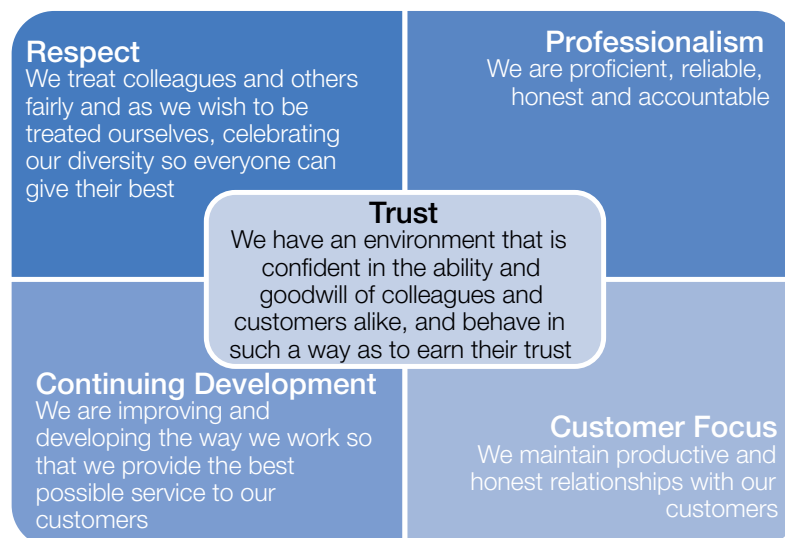 Respect
We treat colleagues and others
fairly and as we wish to be
treated ourselves, celebrating
our diversity so everyone can
give their best
Professionalism
We are proficient, reliable,
honest and accountable
Trust
We have an environment that is
confident in the ability and
goodwill of colleagues and
customers alike, and behave in
such a way as to earn their trust
Continuing Development
We are improving and
developing the way we work so
that we provide the best
possible service to our
customers
Customer Focus
We maintain productive and
honest relationships with our
customers